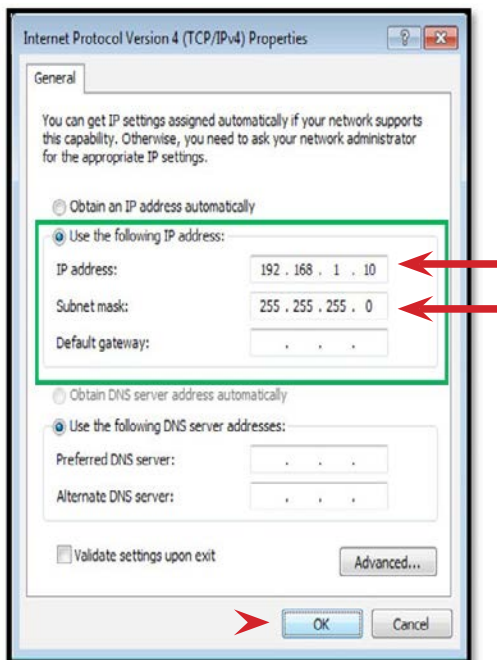 Internet Protocol Version 4 (TCP/IPv4) Properties
General
You can get IP settings assigned automatically if your network supports
this capability. Otherwise, you need to ask your network administrator
for the appropriate IP settings.
Obtain an IP address automatically
Use the following IP address:
IP address: 192 . 168 . 1 . 10
Subnet mask: 255 . 255 . 255 . 0
Default gateway: . . .
Obtain DNS server address automatically
Use the following DNS server addresses:
Preferred DNS server: . . .
Alternate DNS server: . . .
Validate settings upon exit
Advanced...
OK Cancel